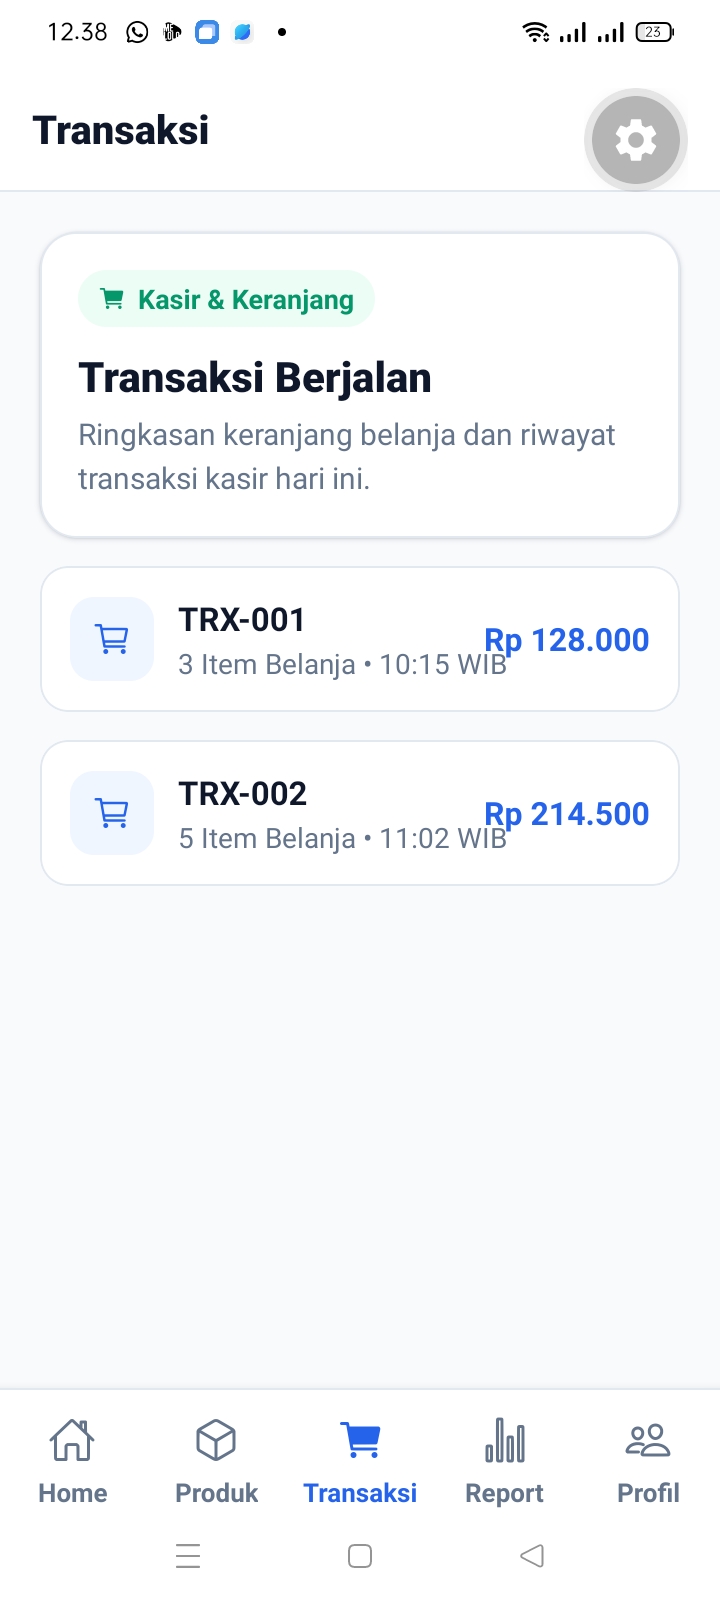 12.38
23
Transaksi
Kasir & Keranjang
Transaksi Berjalan
Ringkasan keranjang belanja dan riwayat
transaksi kasir hari ini.
TRX-001
3 Item Belanja • 10:15 WIB
Rp 128.000
TRX-002
5 Item Belanja • 11:02 WIB
Rp 214.500
Home
Produk
Transaksi
Report
Profil